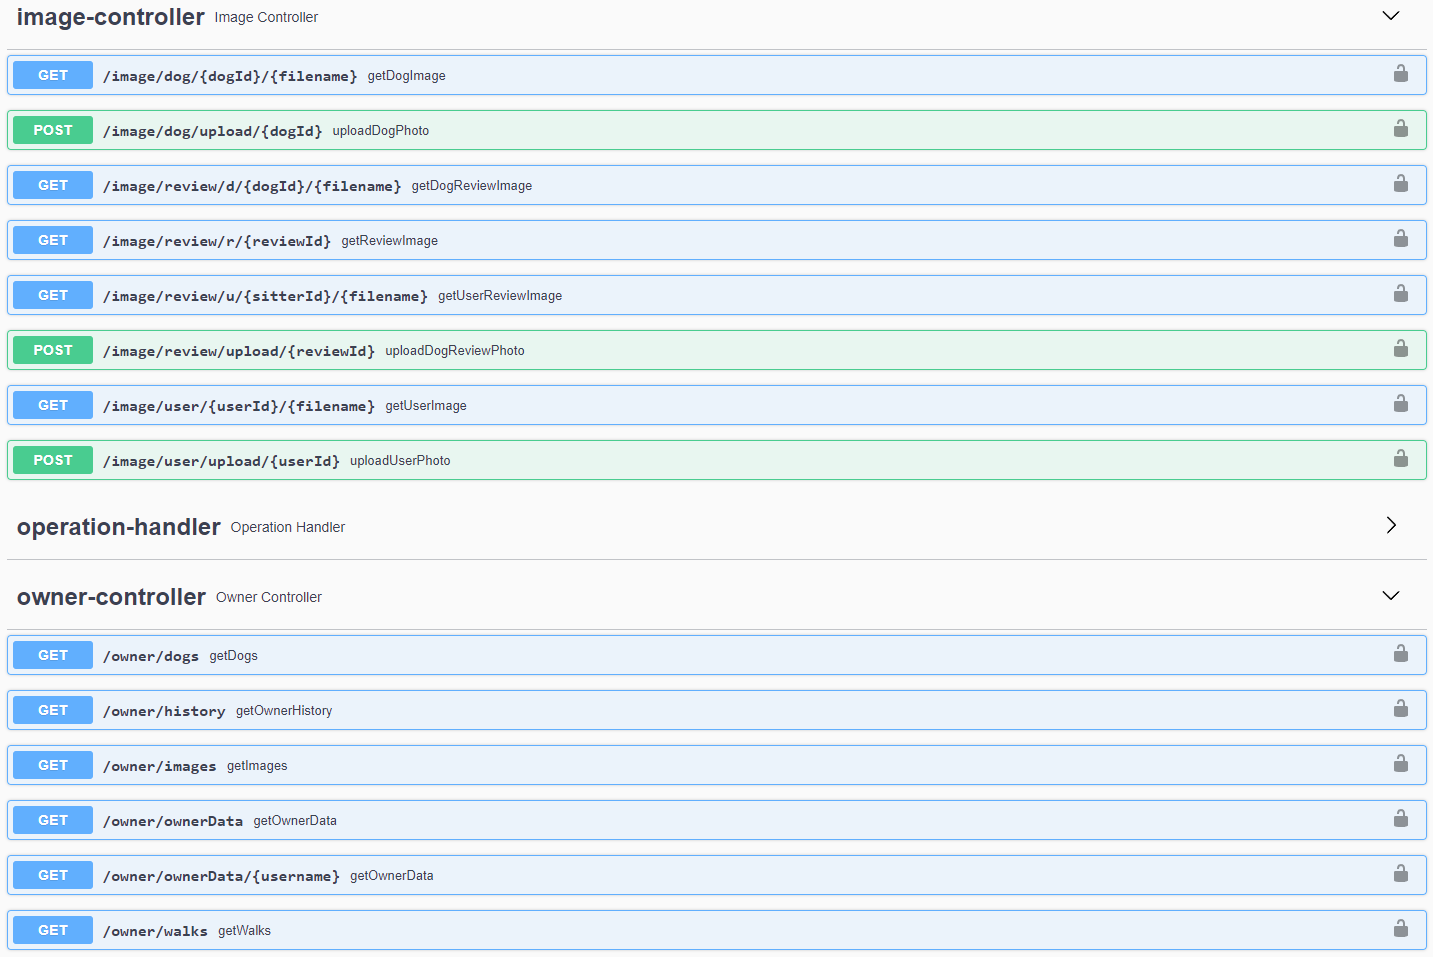 image-controller Image Controller
GET /image/dog/{dogId}/{filename} getDogImage
POST /image/dog/upload/{dogId} uploadDogPhoto
GET /image/review/d/{dogId}/{filename} getDogReviewImage
GET /image/review/r/{reviewId} getReviewImage
GET /image/review/u/{sitterId}/{filename} getUserReviewImage
POST /image/review/upload/{reviewId} uploadDogReviewPhoto
GET /image/user/{userId}/{filename} getUserImage
POST /image/user/upload/{userId} uploadUserPhoto
operation-handler Operation Handler
owner-controller Owner Controller
GET /owner/dogs getDogs
GET /owner/history getOwnerHistory
GET /owner/images getImages
GET /owner/ownerData getOwnerData
GET /owner/ownerData/{username} getOwnerData
GET /owner/walks getWalks